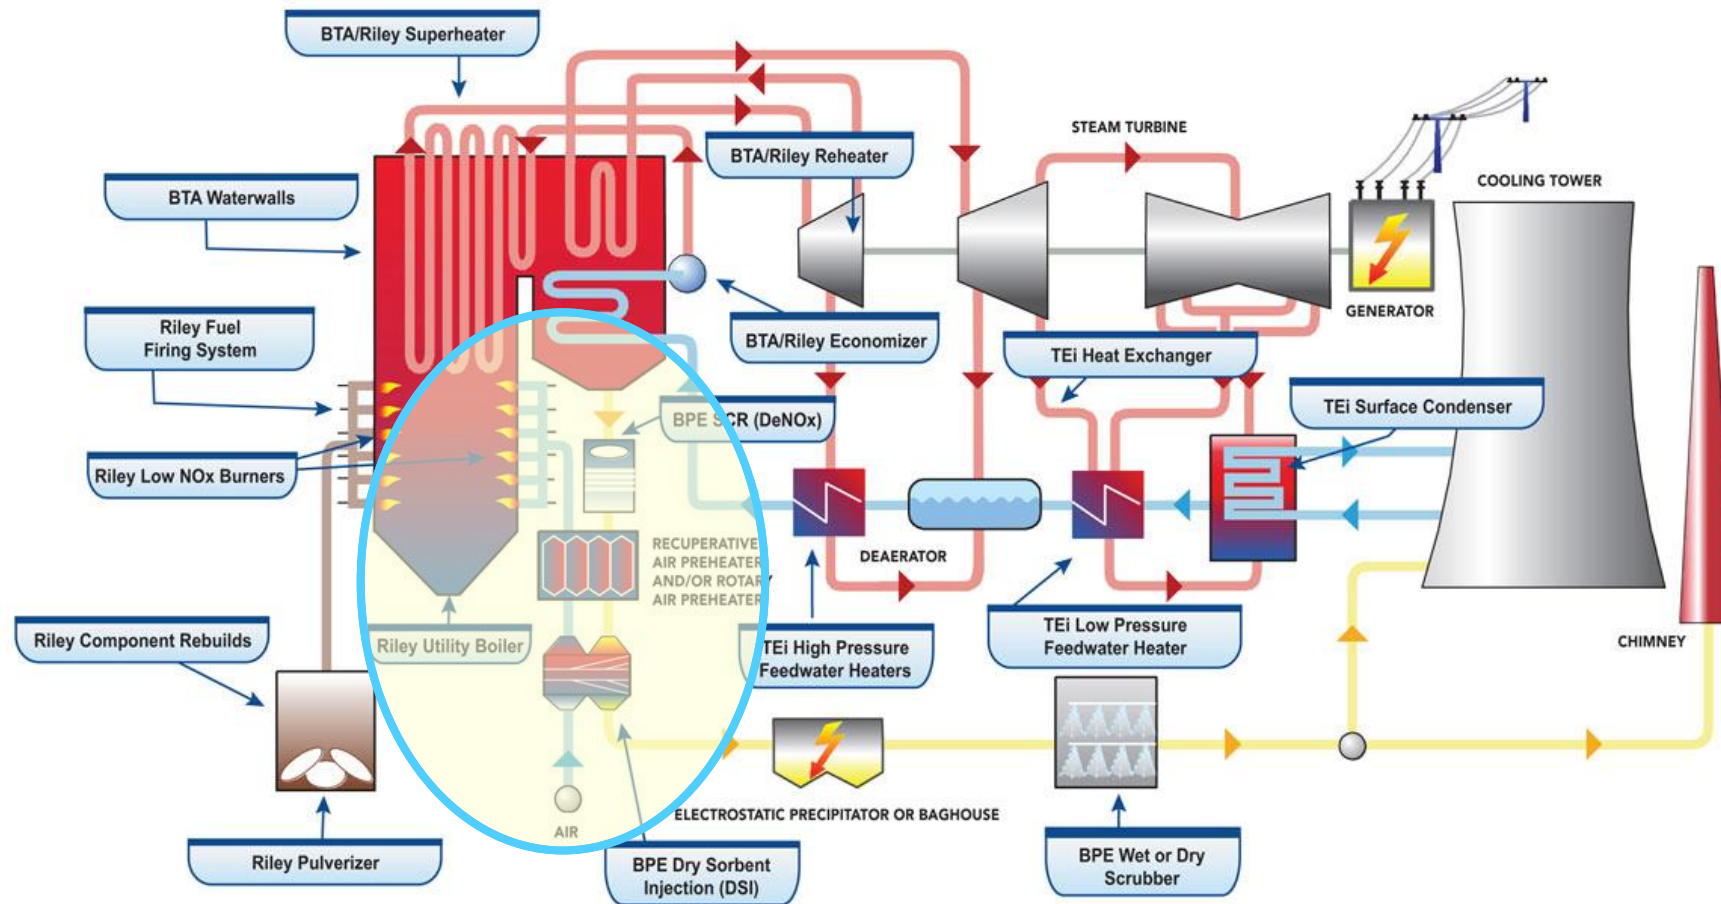 BTA/Riley Superheater
STEAM TURBINE
BTA/Riley Reheater
COOLING TOWER
BTA Waterwalls
GENERATOR
Riley Fuel
Firing System
BTA/Riley Economizer
TEi Heat Exchanger
TEi Surface Condenser
BPE SCR (DeNOx)
Riley Low NOx Burners
RECUPERATIVE
AIR PREHEATER
AND/OR ROTARY
AIR PREHEATER
DEAERATOR
Riley Component Rebuilds
Riley Utility Boiler
TEi High Pressure
Feedwater Heaters
TEi Low Pressure
Feedwater Heater
CHIMNEY
AIR
ELECTROSTATIC PRECIPITATOR OR BAGHOUSE
Riley Pulverizer
BPE Dry Sorbent
Injection (DSI)
BPE Wet or Dry
Scrubber